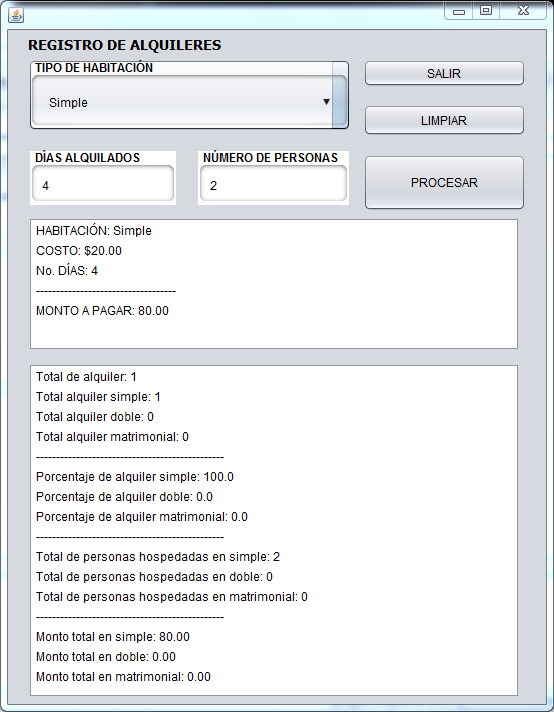 REGISTRO DE ALQUILERES
TIPO DE HABITACIÓN
Simple
SALIR
LIMPIAR
DÍAS ALQUILADOS
4
NÚMERO DE PERSONAS
2
PROCESAR
HABITACIÓN: Simple
COSTO: $20.00
No. DÍAS: 4
-----------------------------------
MONTO A PAGAR: 80.00
Total de alquiler: 1
Total alquiler simple: 1
Total alquiler doble: 0
Total alquiler matrimonial: 0
-----------------------------------------------
Porcentaje de alquiler simple: 100.0
Porcentaje de alquiler doble: 0.0
Porcentaje de alquiler matrimonial: 0.0
-----------------------------------------------
Total de personas hospedadas en simple: 2
Total de personas hospedadas en doble: 0
Total de personas hospedadas en matrimonial: 0
-----------------------------------------------
Monto total en simple: 80.00
Monto total en doble: 0.00
Monto total en matrimonial: 0.00